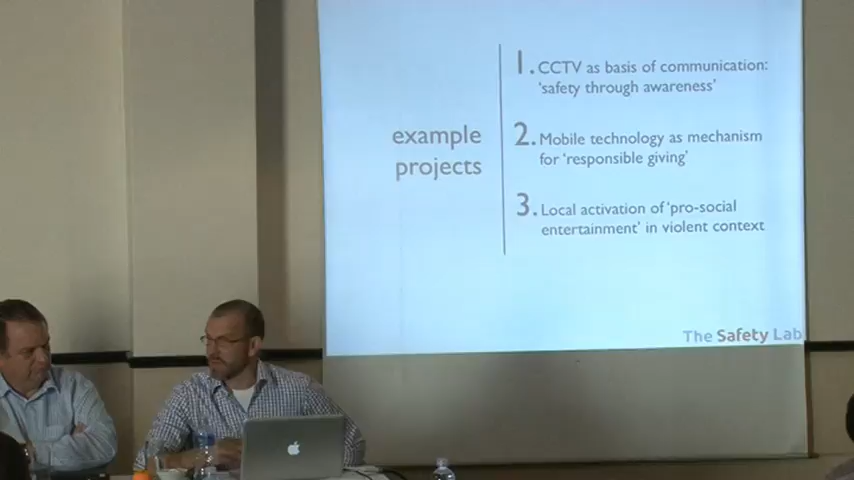 example
projects
1. CCTV as basis of communication:
'safety through awareness'
2. Mobile technology as mechanism
for 'responsible giving'
3. Local activation of 'pro-social
entertainment' in violent context
The Safety Lab